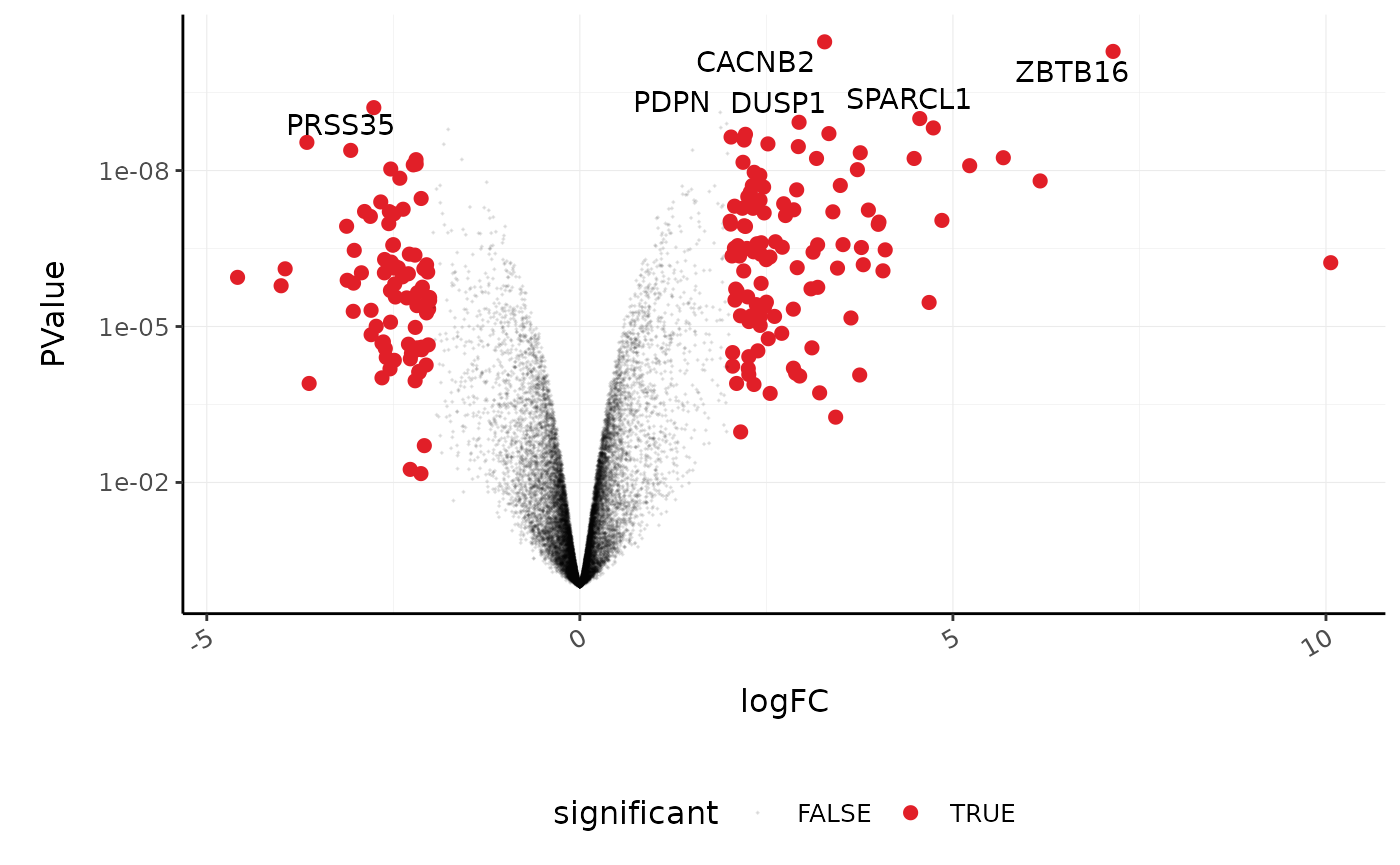 CACNB2
ZBTB16
PDPN
DUSP1
SPARCL1
PRSS35
1e-08
1e-05
1e-02
PValue
-5
0
5
10
logFC
significant FALSE TRUE